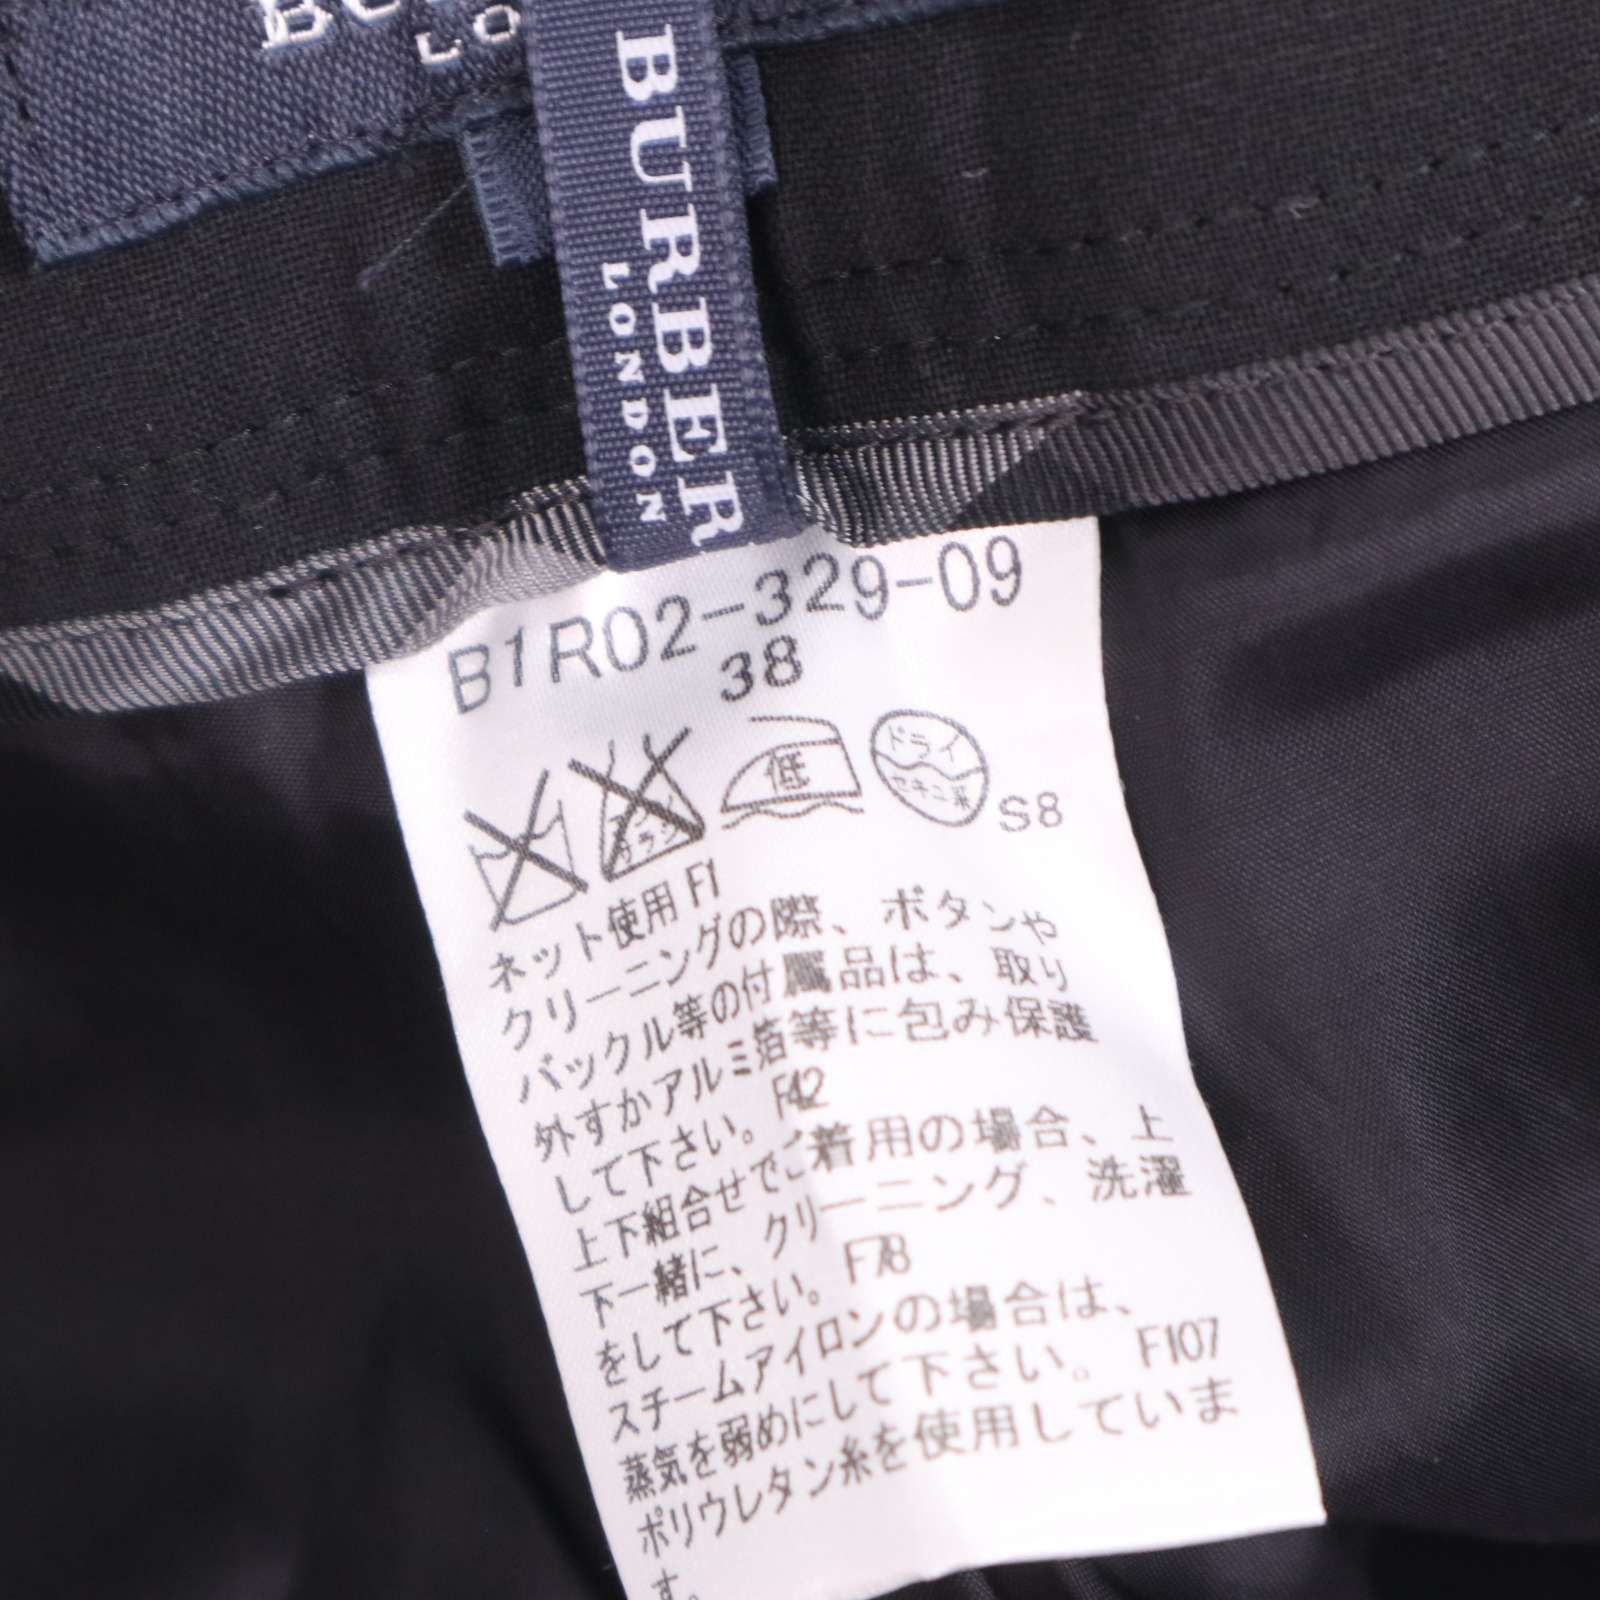 LO
BURBER
LONDON
B1R02-329-09
38
低
ドライ
セキユ系
S8
ネット使用 F1
クリーニングの際、ボタンや
バックル等の付属品は、取り
外すかアルミ箔等に包み保護
して下さい。 F42
上下組合せでご着用の場合、上
下一緒に、クリーニング、洗濯
をして下さい。 F78
スチームアイロンの場合は、
蒸気を弱めにして下さい。 F107
ポリウレタン糸を使用していま
す。